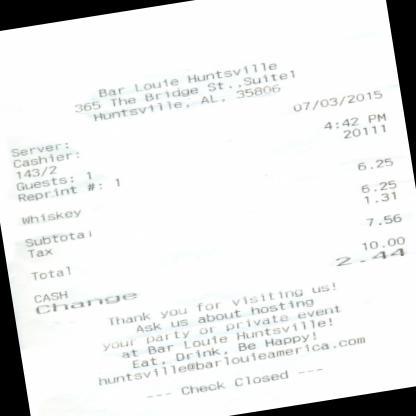 Bar Louie Huntsville
365 The Bridge St.,Suite1
Huntsville, AL, 35806
07/03/2015
Server:
Cashier: 4:42 PM
143/2 20111
Guests: 1
Reprint #: 1
Whiskey 6.25
Subtotal 6.25
Tax 1.31
Total 7.56
CASH 10.00
Change 2.44
Thank you for visiting us!
Ask us about hosting
your party or private event
at Bar Louie Huntsville!
Eat, Drink, Be Happy!
huntsville@barlouieamerica.com
--- Check Closed ---